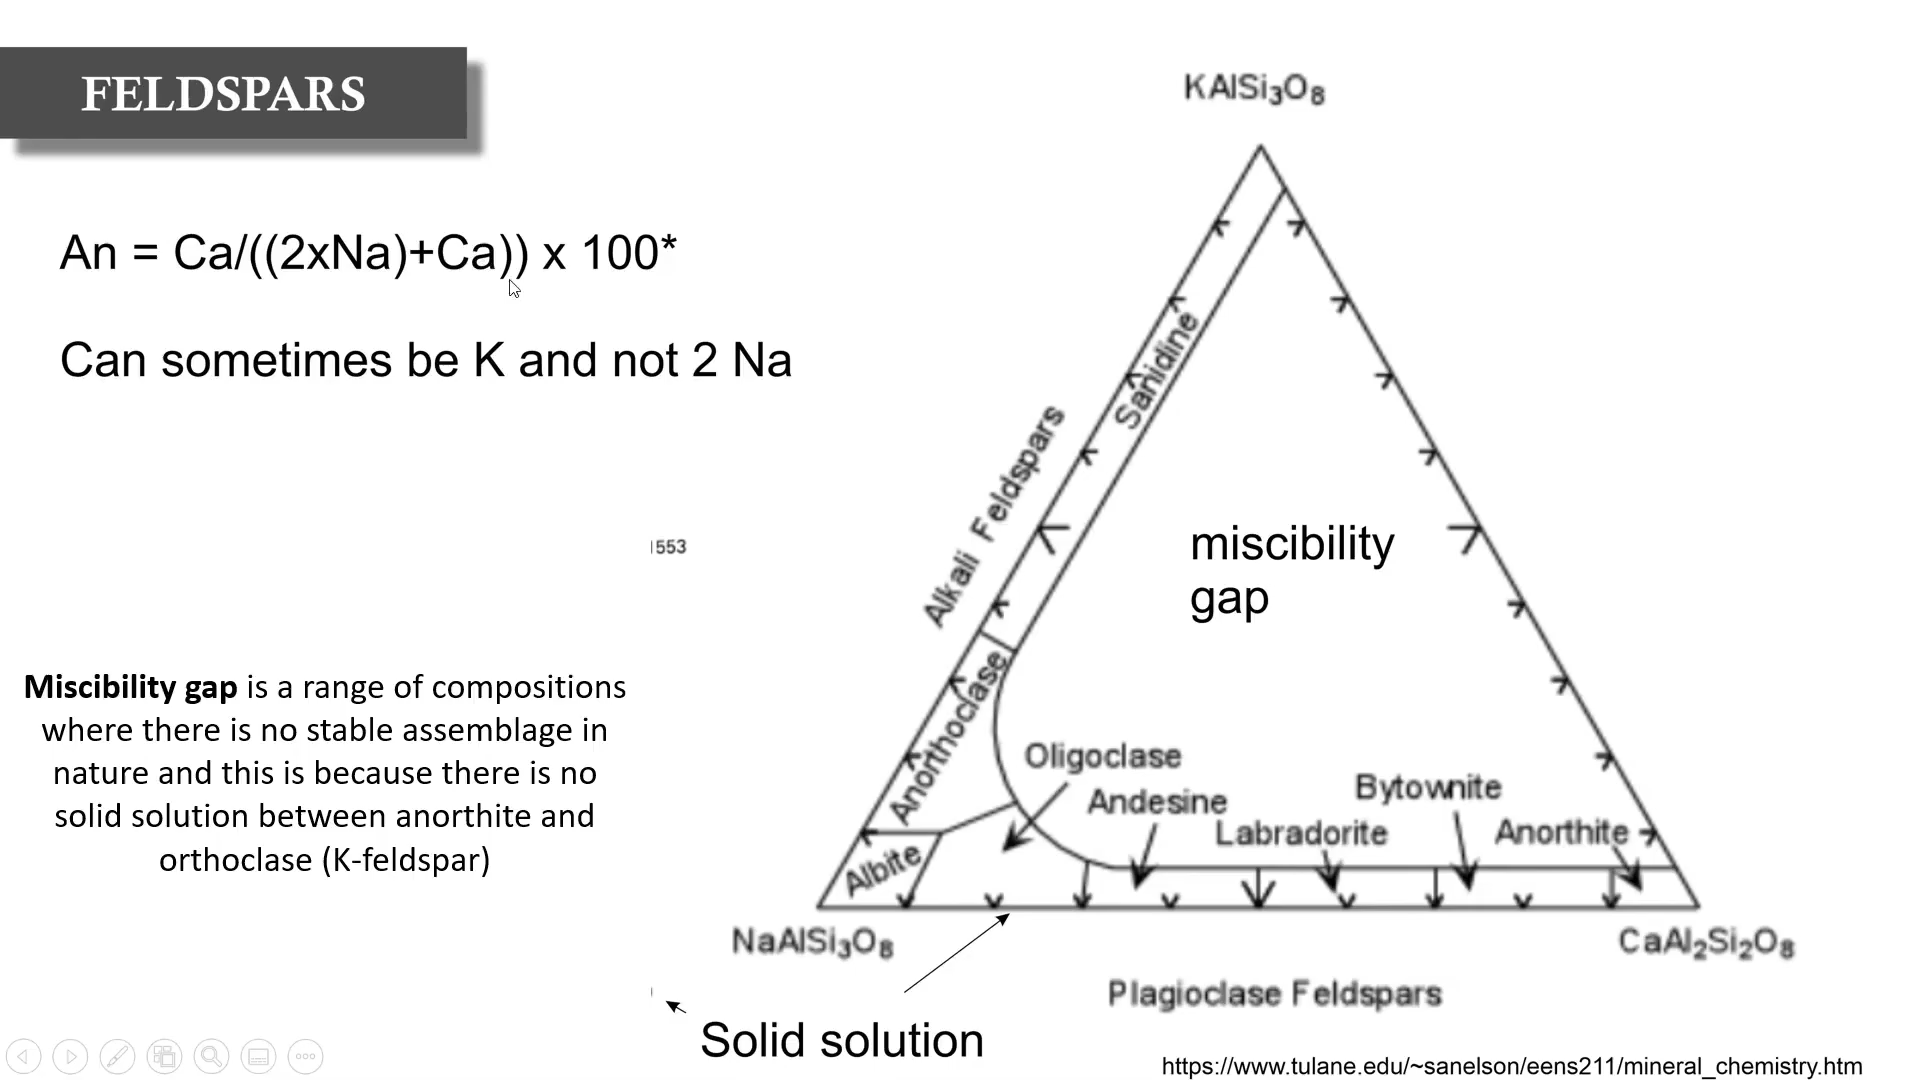 FELDSPARS
An = Ca/((2xNa)+Ca)) x 100*
Can sometimes be K and not 2 Na
1553
Miscibility gap is a range of compositions
where there is no stable assemblage in
nature and this is because there is no
solid solution between anorthite and
orthoclase (K-feldspar)
KAlSi₃O₈
Sanidine
Alkali Feldspars
miscibility
gap
Anorthoclase
Oligoclase
Andesine
Bytownite
Labradorite
Anorthite
Albite
NaAlSi₃O₈
CaAl₂Si₂O₈
Plagioclase Feldspars
Solid solution
https://www.tulane.edu/~sanelson/eens211/mineral_chemistry.htm